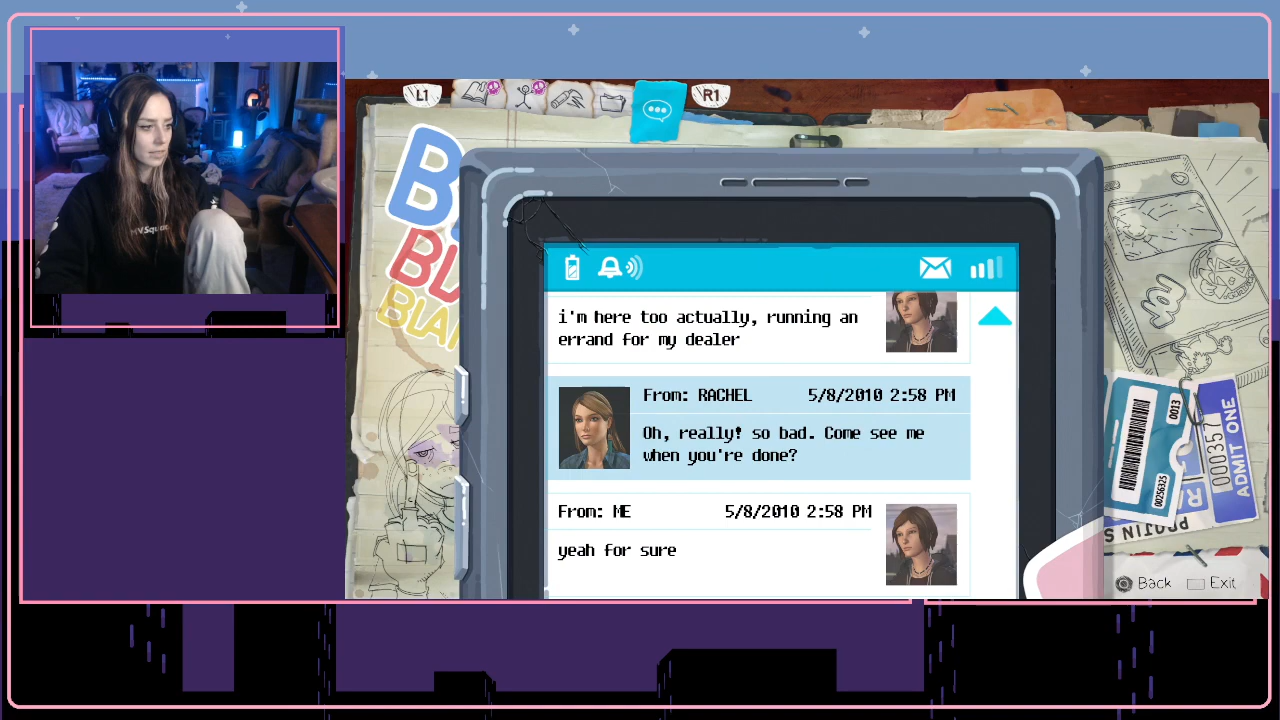 L1
R1
i'm here too actually, running an
errand for my dealer
From: RACHEL 5/8/2010 2:58 PM
Oh, really! so bad. Come see me
when you're done?
From: ME 5/8/2010 2:58 PM
yeah for sure
0013
0056325
000357
ADMIT ONE
Back
Exit